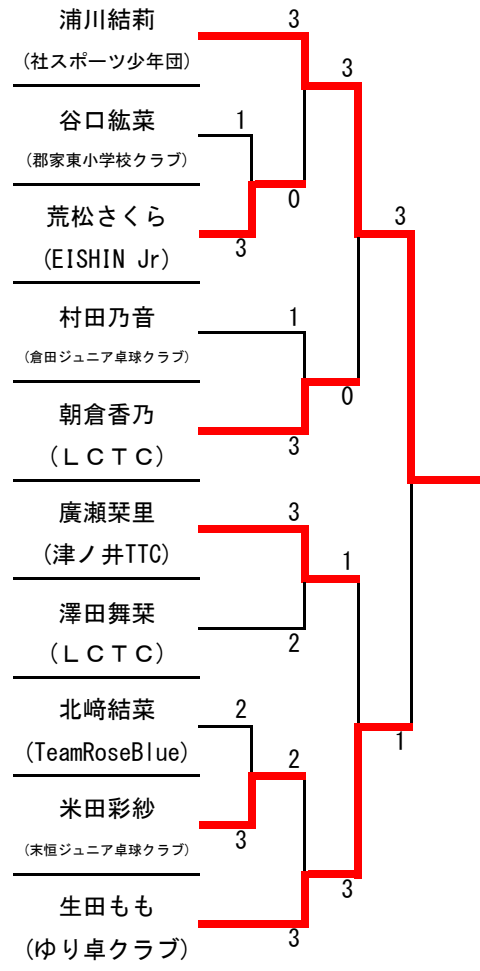 浦川結莉
(社スポーツ少年団)
谷口紘菜
(郡家東小学校クラブ)
荒松さくら
(EISHIN Jr)
村田乃音
(倉田ジュニア卓球クラブ)
朝倉香乃
(ＬＣＴＣ)
廣瀬栞里
(津ノ井TTC)
澤田舞栞
(ＬＣＴＣ)
北﨑結菜
(TeamRoseBlue)
米田彩紗
(末恒ジュニア卓球クラブ)
生田もも
(ゆり卓クラブ)
3
1
3
0
1
3
3
2
2
3
2
3
3
0
1
3
3
1